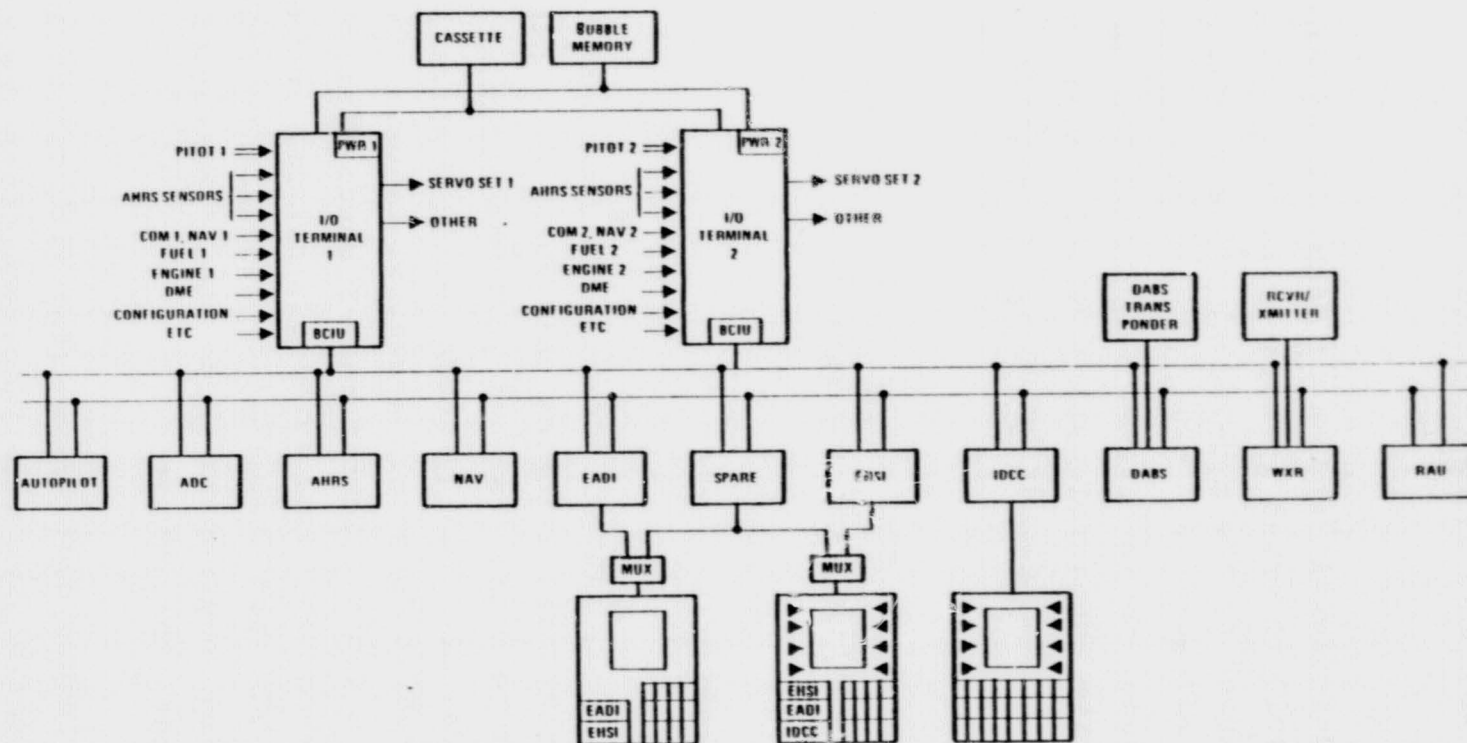 CASSETTE
BUBBLE
MEMORY
PWR 1
PITOT 1
AHRS SENSORS
COM 1, NAV 1
FUEL 1
ENGINE 1
DME
CONFIGURATION
ETC
I/O
TERMINAL
1
BCIU
SERVO SET 1
OTHER
PWR 2
PITOT 2
AHRS SENSORS
COM 2, NAV 2
FUEL 2
ENGINE 2
DME
CONFIGURATION
ETC
I/O
TERMINAL
2
BCIU
SERVO SET 2
OTHER
DABS
TRANS
PONDER
RCVR/
XMITTER
AUTOPILOT
ADC
AHRS
NAV
EADI
SPARE
EHSI
IDCC
DABS
WXR
RAU
MUX
MUX
EADI
EHSI
EHSI
EADI
IDCC